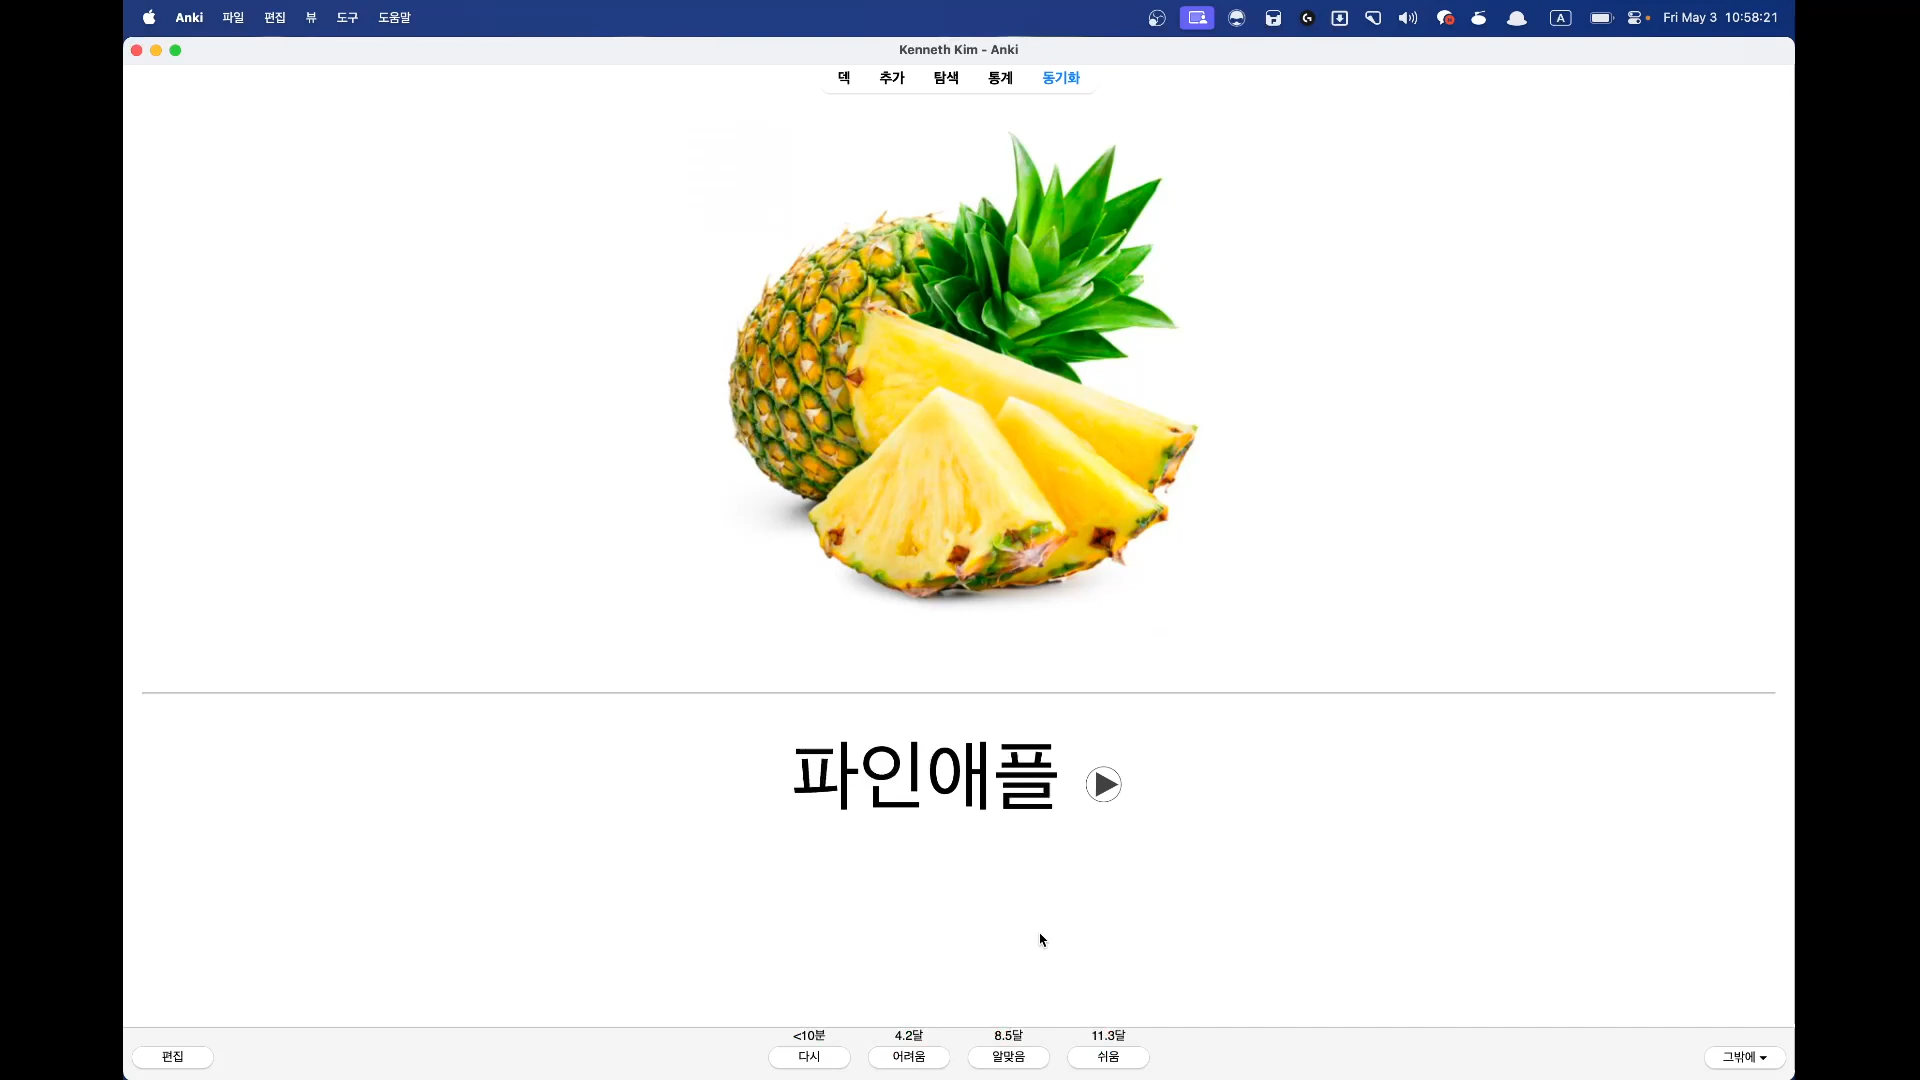 Anki 파일 편집 뷰 도구 도움말 A Fri May 3 10:58:21
Kenneth Kim - Anki
덱 추가 탐색 통계 동기화
파인애플
<10분 4.2달 8.5달 11.3달
편집 다시 어려움 알맞음 쉬움 그밖에